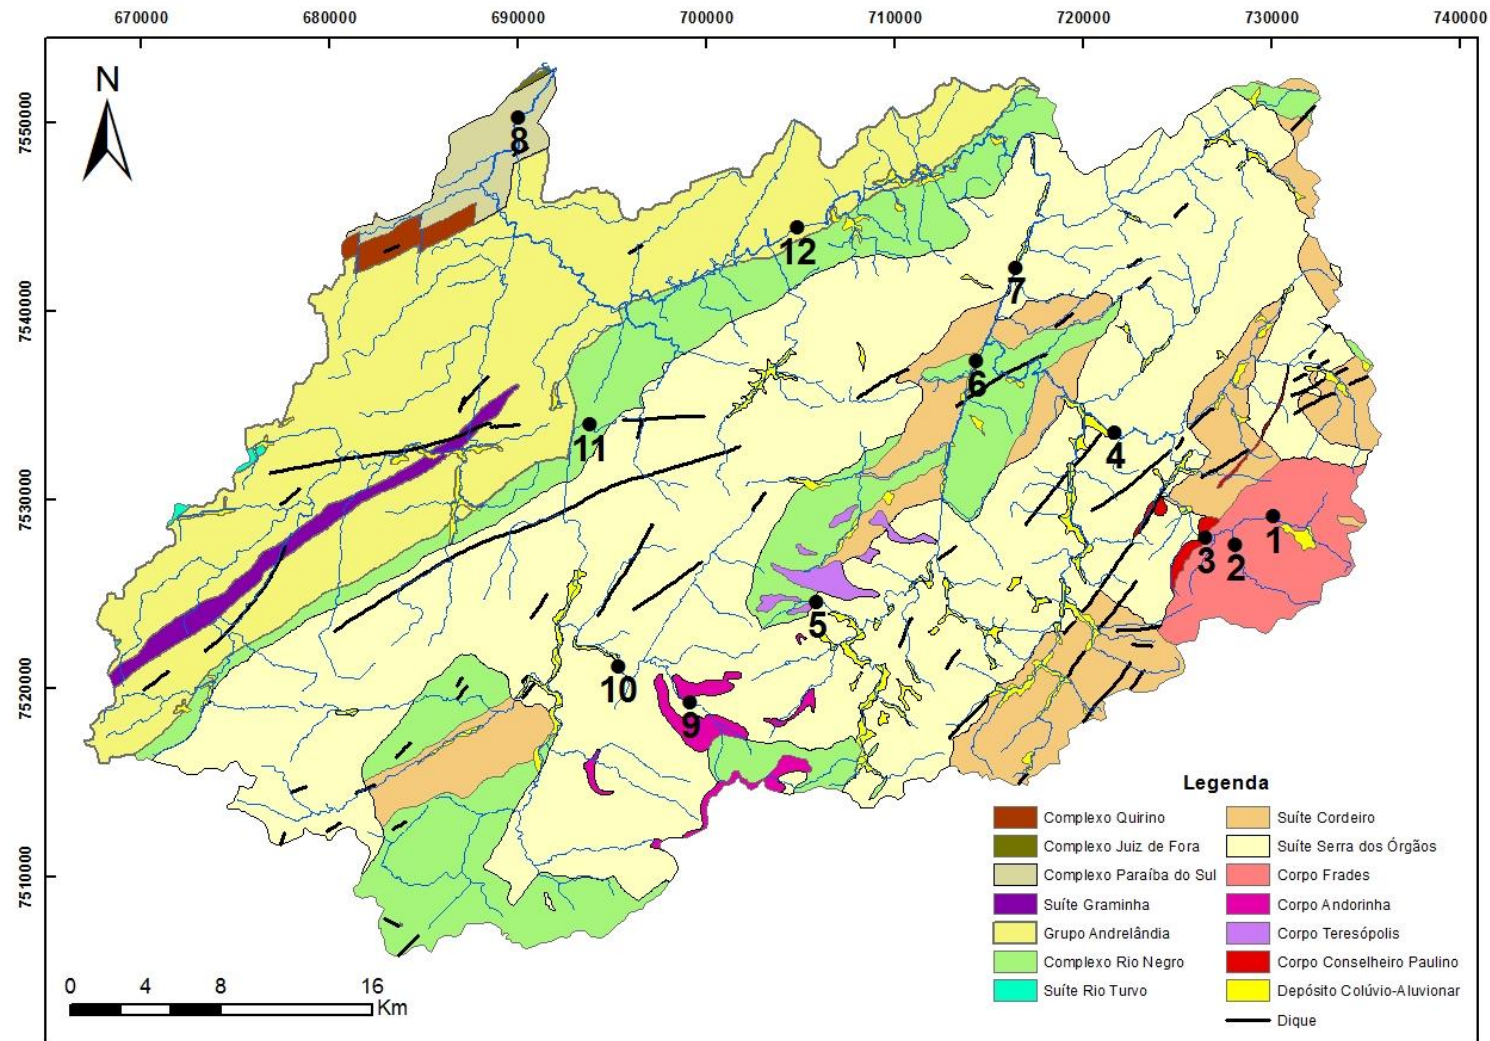 670000 680000 690000 700000 710000 720000 730000 740000
N
7550000
7540000
7530000
7520000
7510000
8
12
7
6
11
4
1
3
2
5
10
9
Legenda
Complexo Quirino
Complexo Juiz de Fora
Complexo Paraíba do Sul
Suíte Graminha
Grupo Andrelândia
Complexo Rio Negro
Suíte Rio Turvo
Suíte Cordeiro
Suíte Serra dos Órgãos
Corpo Frades
Corpo Andorinha
Corpo Teresópolis
Corpo Conselheiro Paulino
Depósito Colúvio-Aluvionar
Dique
0 4 8 16
Km